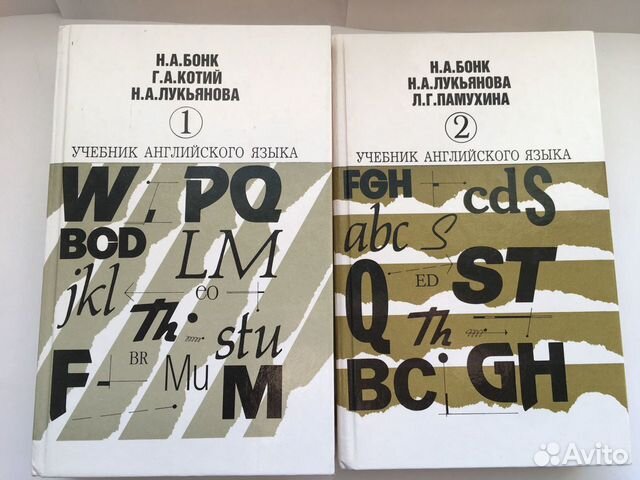 Н.А.БОНК
Г.А.КОТИЙ
Н.А.ЛУКЬЯНОВА
1
УЧЕБНИК АНГЛИЙСКОГО ЯЗЫКА
W PQ
BCD
LM
jkl
co
Th
stu
BR
F Mu M
Н.А.БОНК
Н.А.ЛУКЬЯНОВА
Л.Г.ПАМУХИНА
2
УЧЕБНИК АНГЛИЙСКОГО ЯЗЫКА
FGH cdS
abc S
Q ED ST
Th
BC GH
Avito